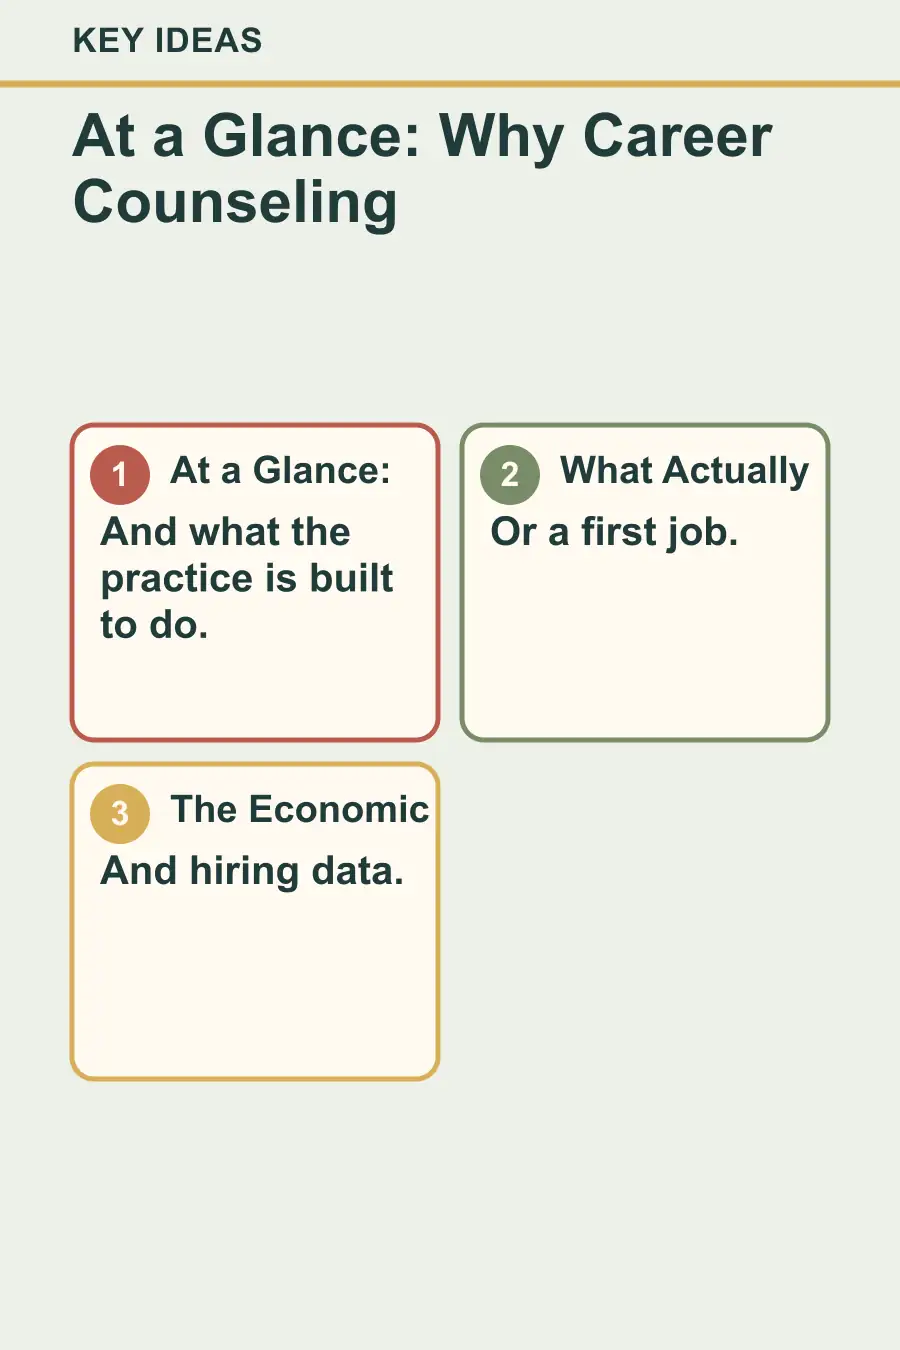 KEY IDEAS
At a Glance: Why Career
Counseling
1 At a Glance:
And what the
practice is built
to do.
2 What Actually
Or a first job.
3 The Economic
And hiring data.